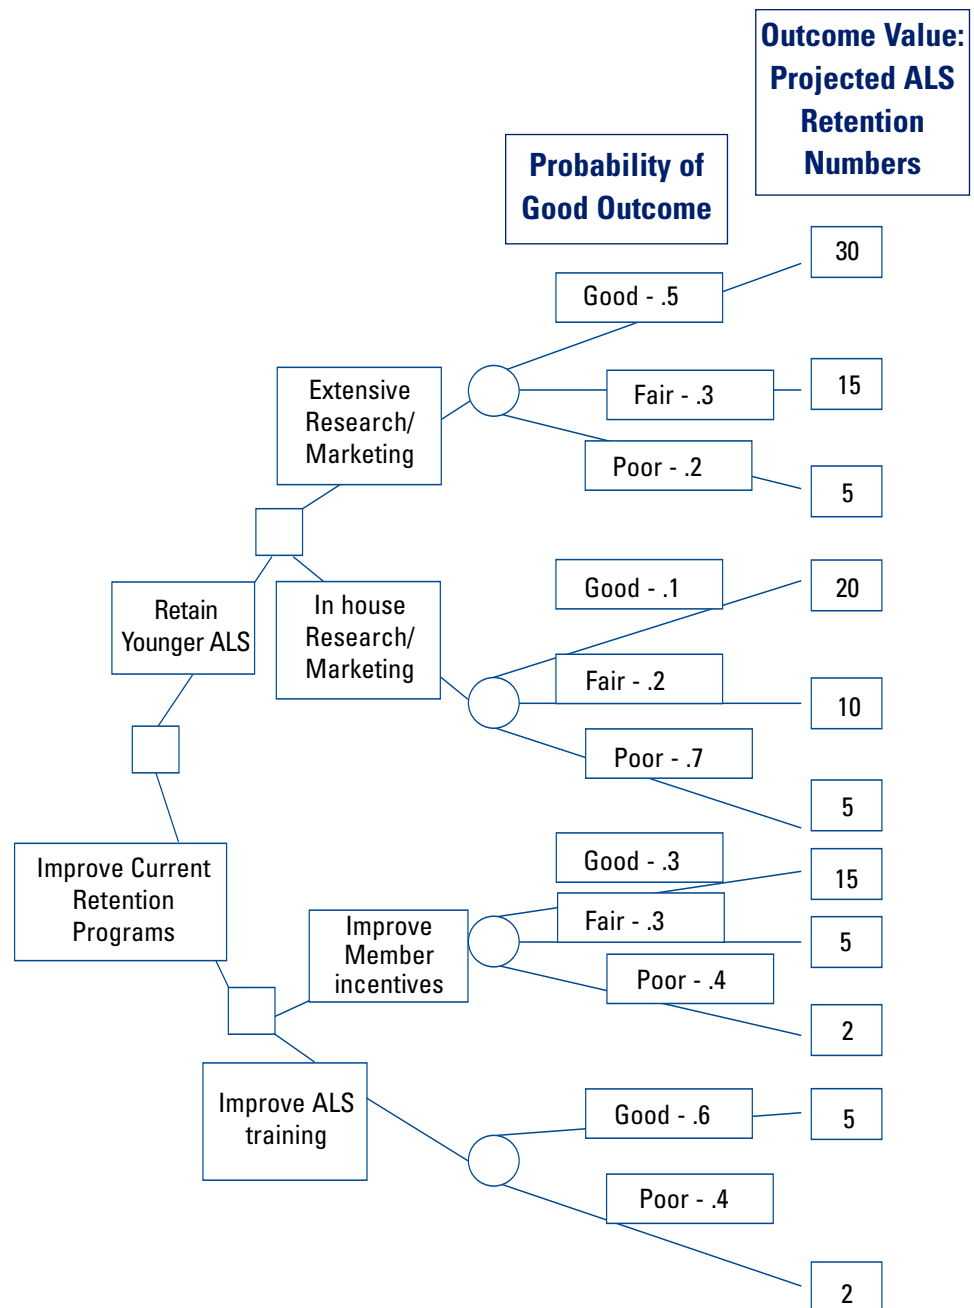 Outcome Value:
Projected ALS
Retention
Numbers
Probability of
Good Outcome
30
Good - .5
Extensive
Research/
Marketing
Fair - .3
15
Poor - .2
5
Good - .1
20
Retain
Younger ALS
In house
Research/
Marketing
Fair - .2
10
Poor - .7
5
Improve Current
Retention
Programs
Good - .3
15
Improve
Member
incentives
Fair - .3
5
Poor - .4
2
Improve ALS
training
Good - .6
5
Poor - .4
2